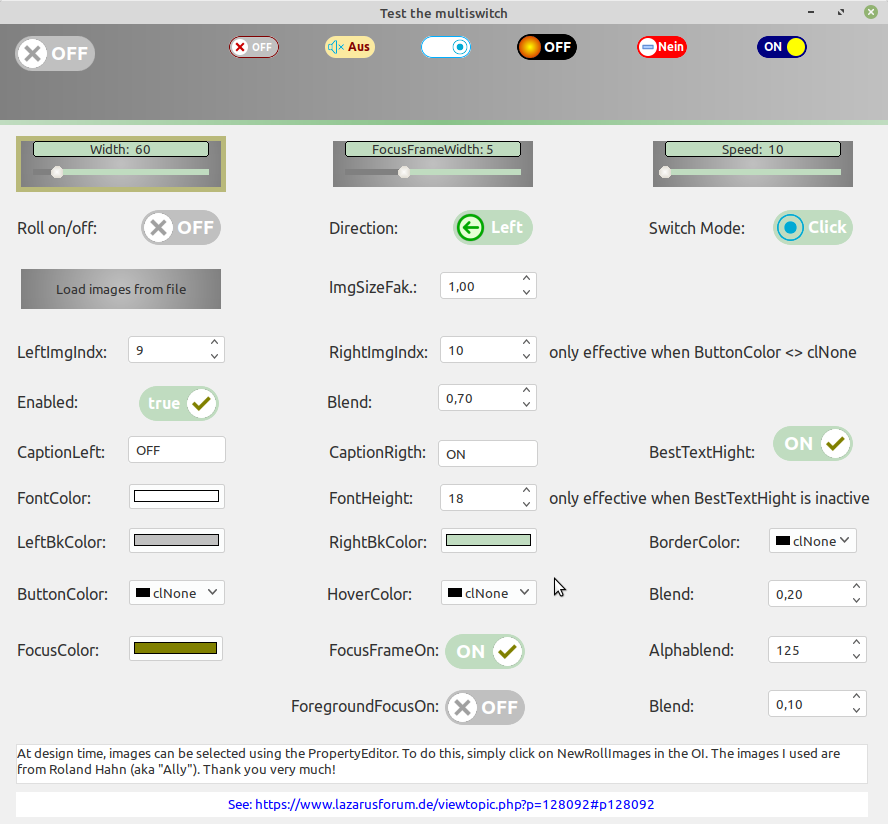 Test the multiswitch
OFF OFF Aus OFF Nein ON
Width: 60 FocusFrameWidth: 5 Speed: 10
Roll on/off: OFF Direction: Left Switch Mode: Click
Load images from file ImgSizeFak.: 1,00
LeftImgIndx: 9 RightImgIndx: 10 only effective when ButtonColor <> clNone
Enabled: true Blend: 0,70
CaptionLeft: OFF CaptionRigth: ON BestTextHight: ON
FontColor: FontHeight: 18 only effective when BestTextHight is inactive
LeftBkColor: RightBkColor: BorderColor: clNone
ButtonColor: clNone HoverColor: clNone Blend: 0,20
FocusColor: FocusFrameOn: ON Alphablend: 125
ForegroundFocusOn: OFF Blend: 0,10
At design time, images can be selected using the PropertyEditor. To do this, simply click on NewRollImages in the OI. The images I used are
from Roland Hahn (aka "Ally"). Thank you very much!
See: https://www.lazarusforum.de/viewtopic.php?p=128092#p128092